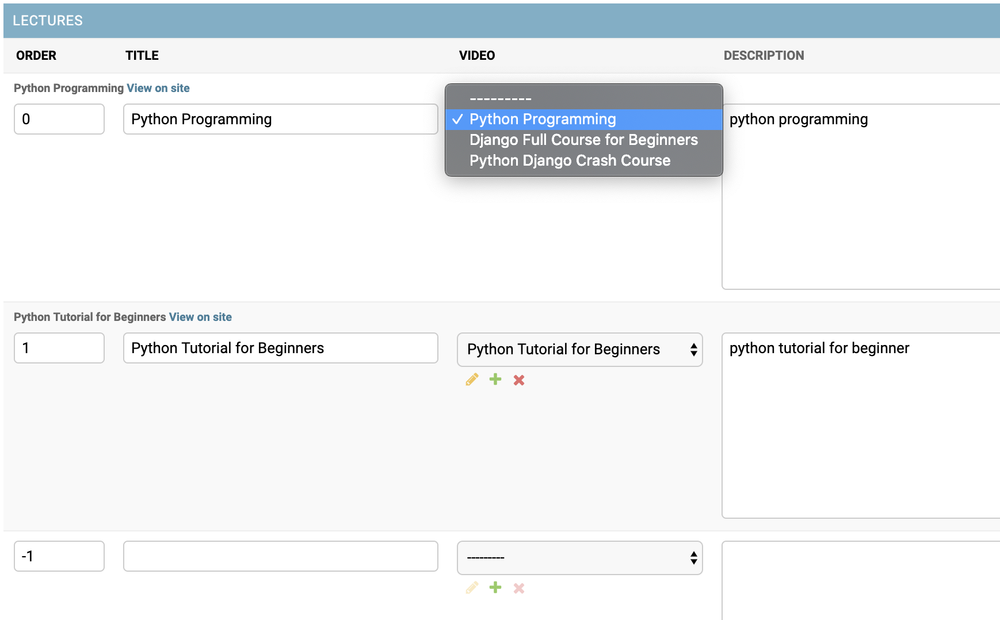 LECTURES
ORDER TITLE VIDEO DESCRIPTION
Python Programming View on site
---------
0 Python Programming ✓ Python Programming python programming
Django Full Course for Beginners
Python Django Crash Course
Python Tutorial for Beginners View on site
1 Python Tutorial for Beginners Python Tutorial for Beginners python tutorial for beginner
-1 ---------